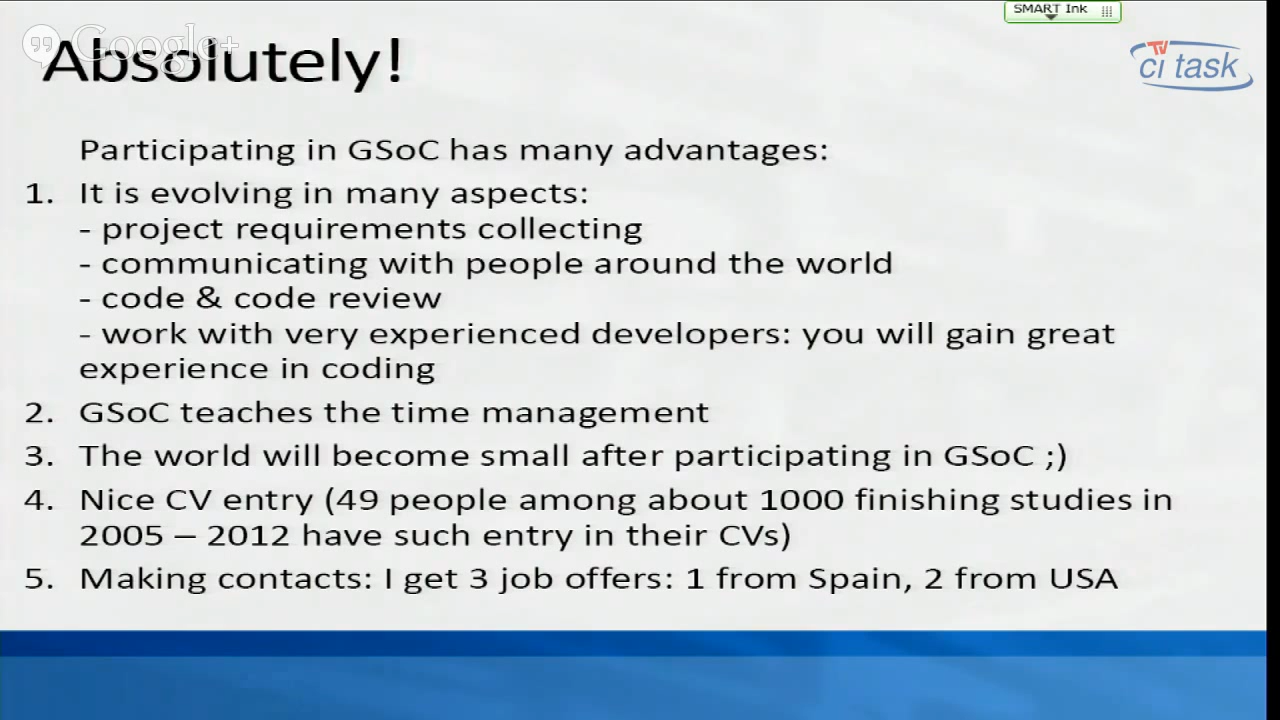 SMART Ink
Google+
Absolutely!
TV
ci task
Participating in GSoC has many advantages:
1. It is evolving in many aspects:
- project requirements collecting
- communicating with people around the world
- code & code review
- work with very experienced developers: you will gain great
experience in coding
2. GSoC teaches the time management
3. The world will become small after participating in GSoC ;)
4. Nice CV entry (49 people among about 1000 finishing studies in
2005 – 2012 have such entry in their CVs)
5. Making contacts: I get 3 job offers: 1 from Spain, 2 from USA